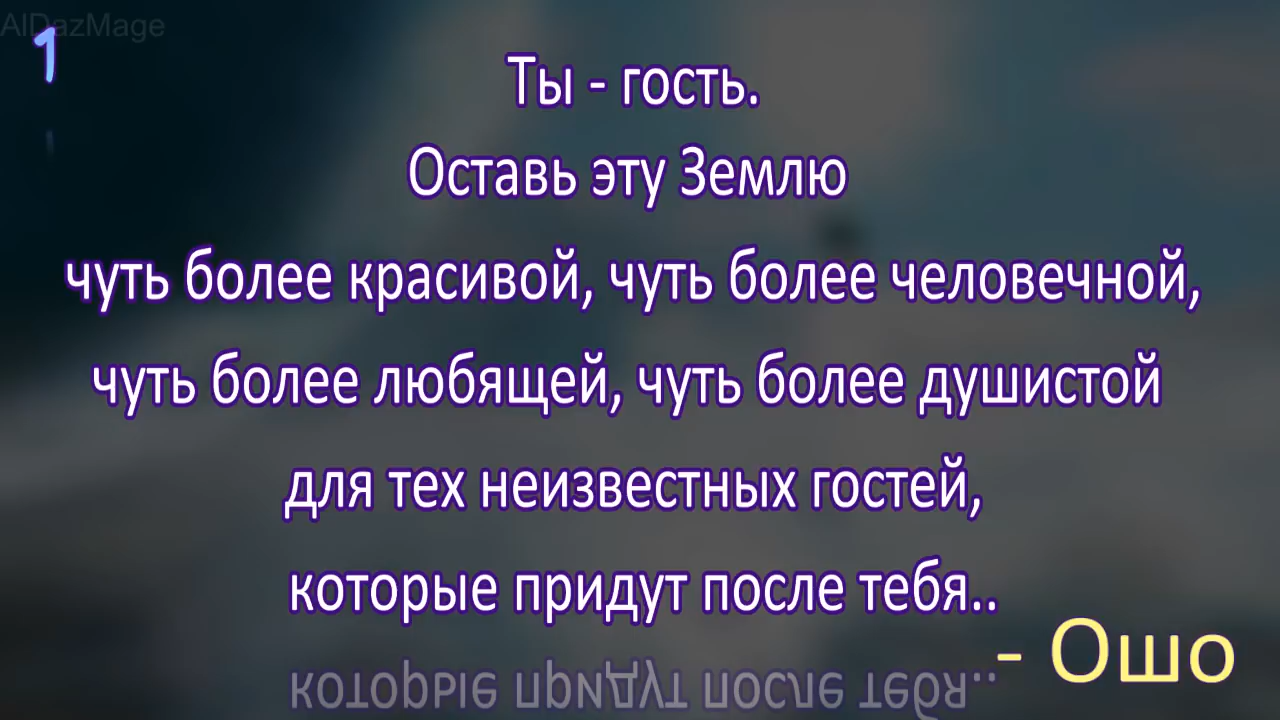 AlDazMage
1
Ты - гость.
Оставь эту Землю
чуть более красивой, чуть более человечной,
чуть более любящей, чуть более душистой
для тех неизвестных гостей,
которые придут после тебя..
- Ошо